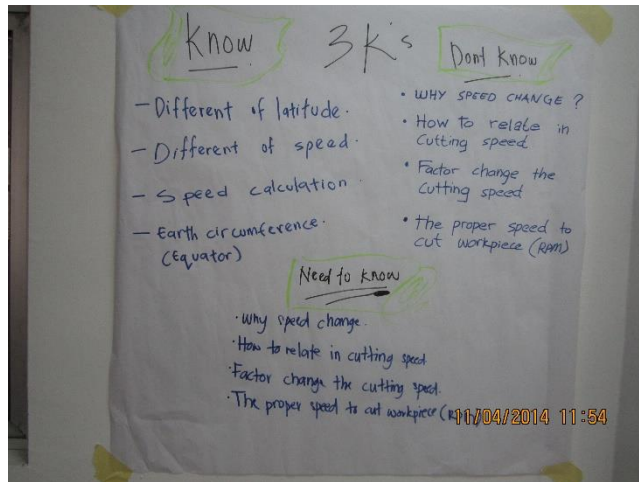 3K's
Know
- Different of latitude.
- Different of speed.
- Speed calculation.
- Earth circumference.
(Equator)
Dont Know
• WHY SPEED CHANGE ?
• How to relate in
cutting speed
• Factor change the
cutting speed
• The proper speed to
cut workpiece (RPM)
Need to know
• Why speed change.
• How to relate in cutting speed
• Factor change the cutting speed.
• The proper speed to cut workpiece (RPM)
11/04/2014 11:54